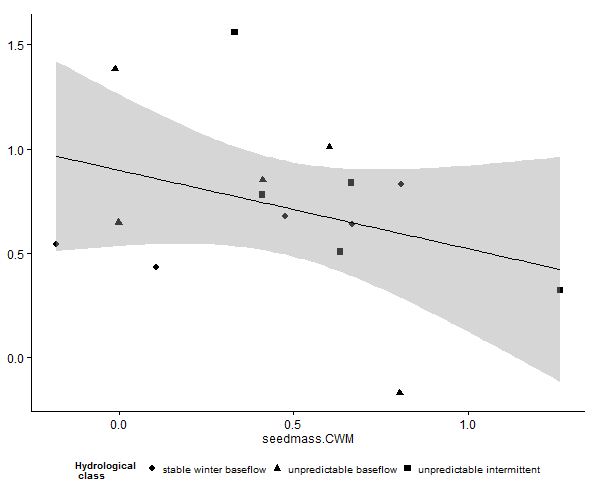 1.5
1.0
0.5
0.0
0.0 0.5 1.0
seedmass.CWM
Hydrological
class
stable winter baseflow unpredictable baseflow unpredictable intermittent